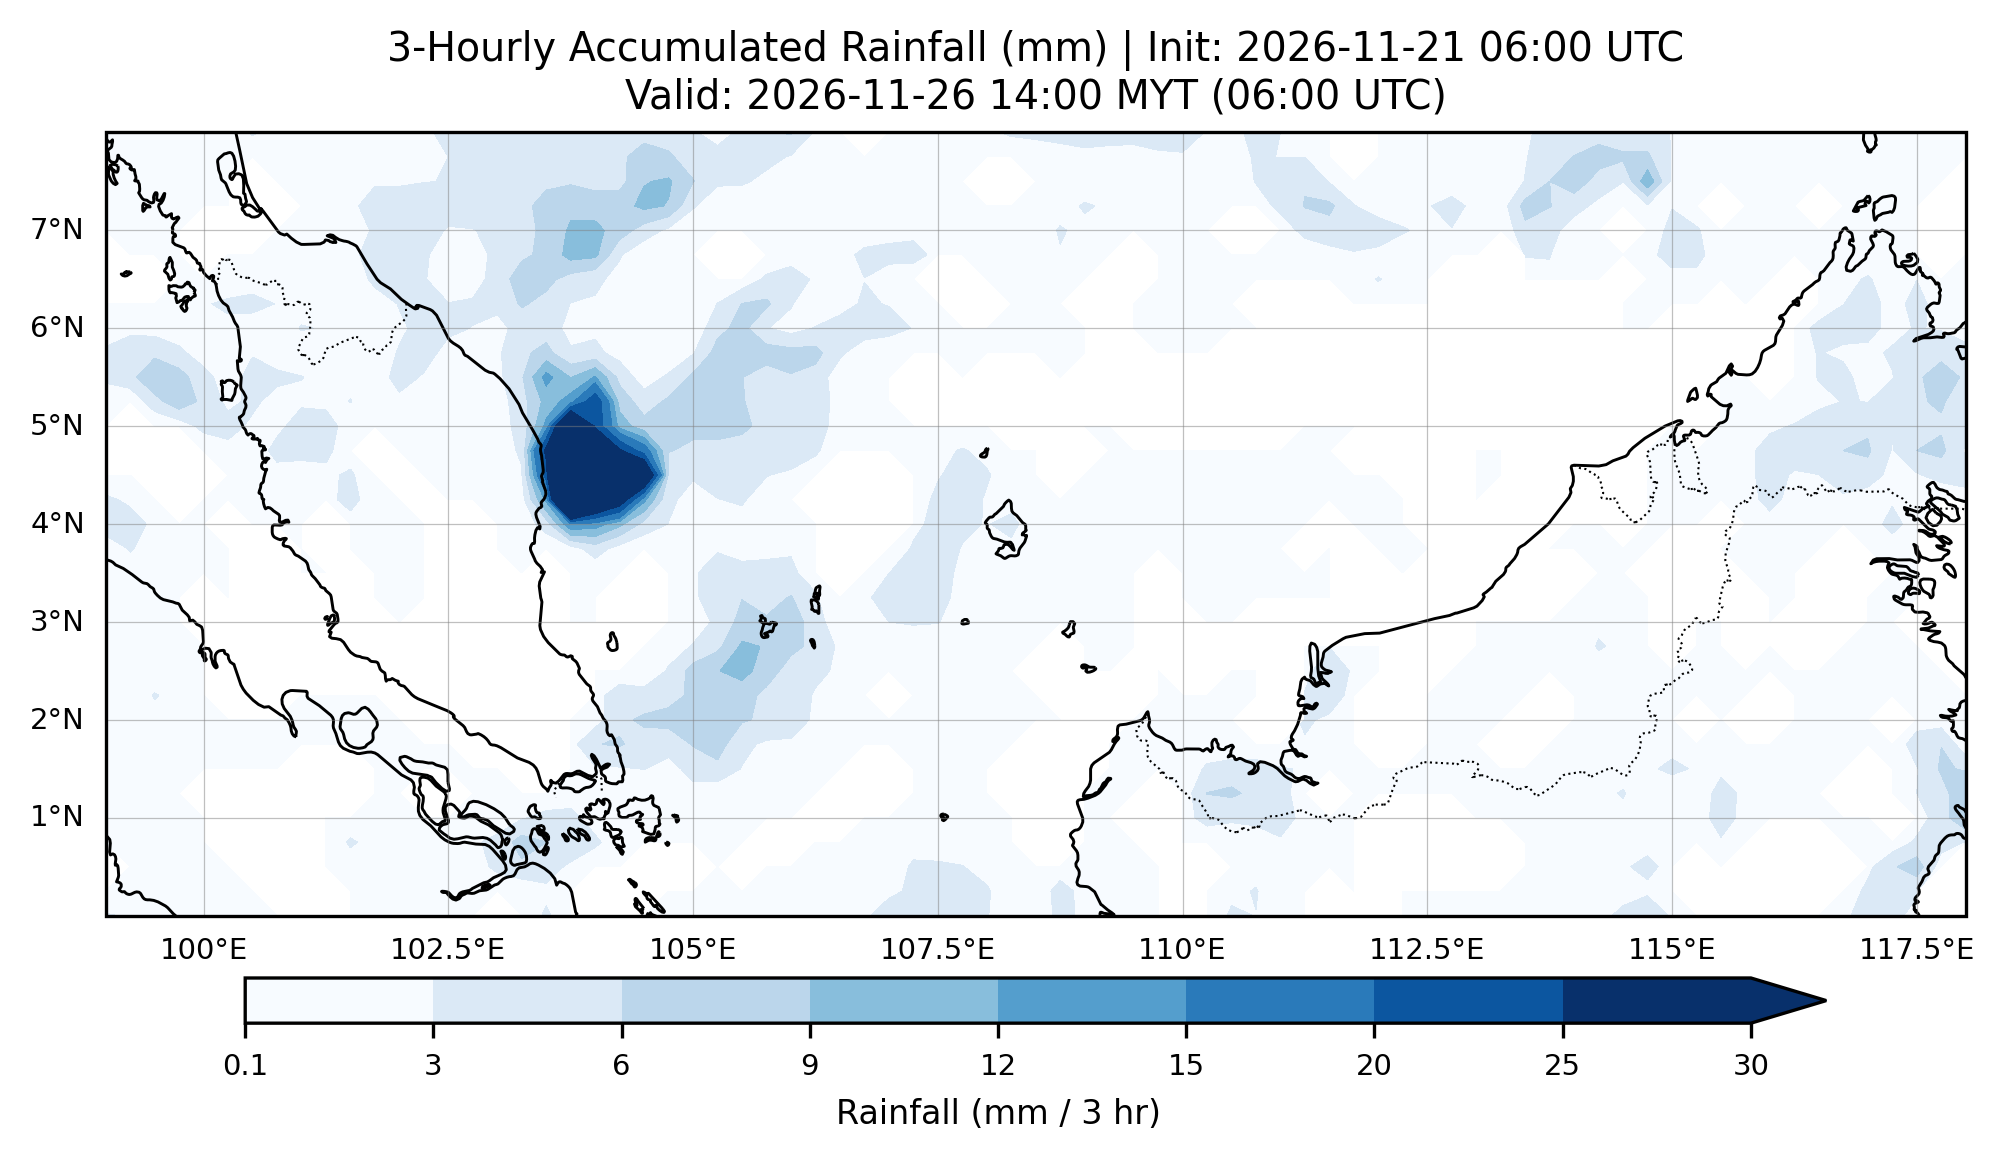 3-Hourly Accumulated Rainfall (mm) | Init: 2026-11-21 06:00 UTC
Valid: 2026-11-26 14:00 MYT (06:00 UTC)
7°N
6°N
5°N
4°N
3°N
2°N
1°N
100°E 102.5°E 105°E 107.5°E 110°E 112.5°E 115°E 117.5°E
0.1 3 6 9 12 15 20 25 30
Rainfall (mm / 3 hr)